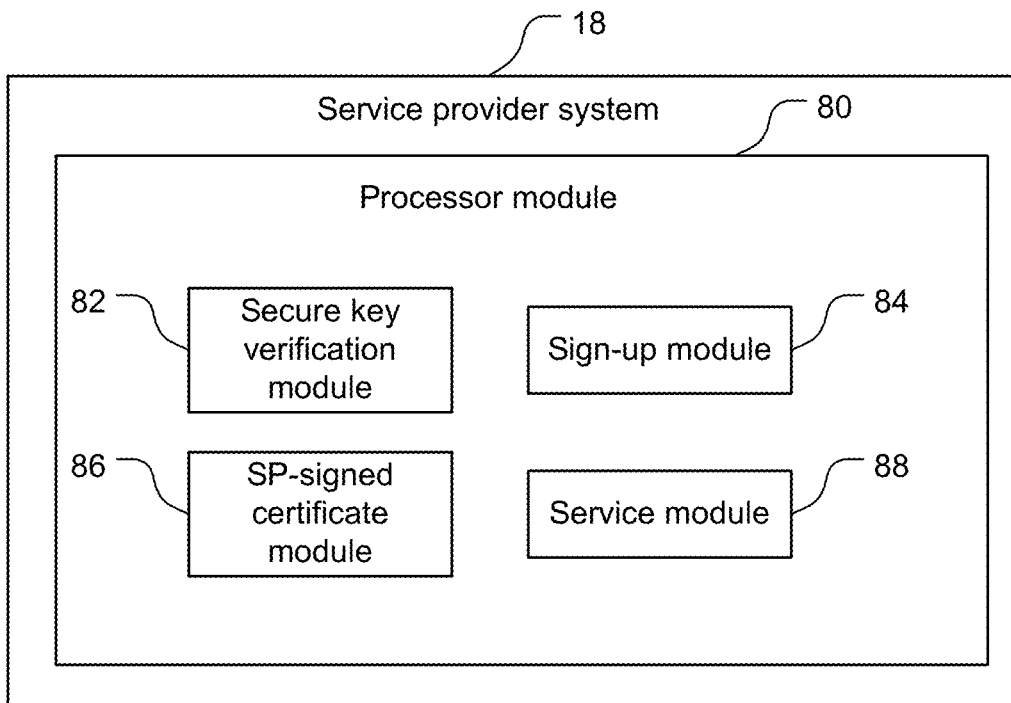 18
Service provider system
80
Processor module
82
Secure key
verification
module
84
Sign-up module
86
SP-signed
certificate
module
88
Service module